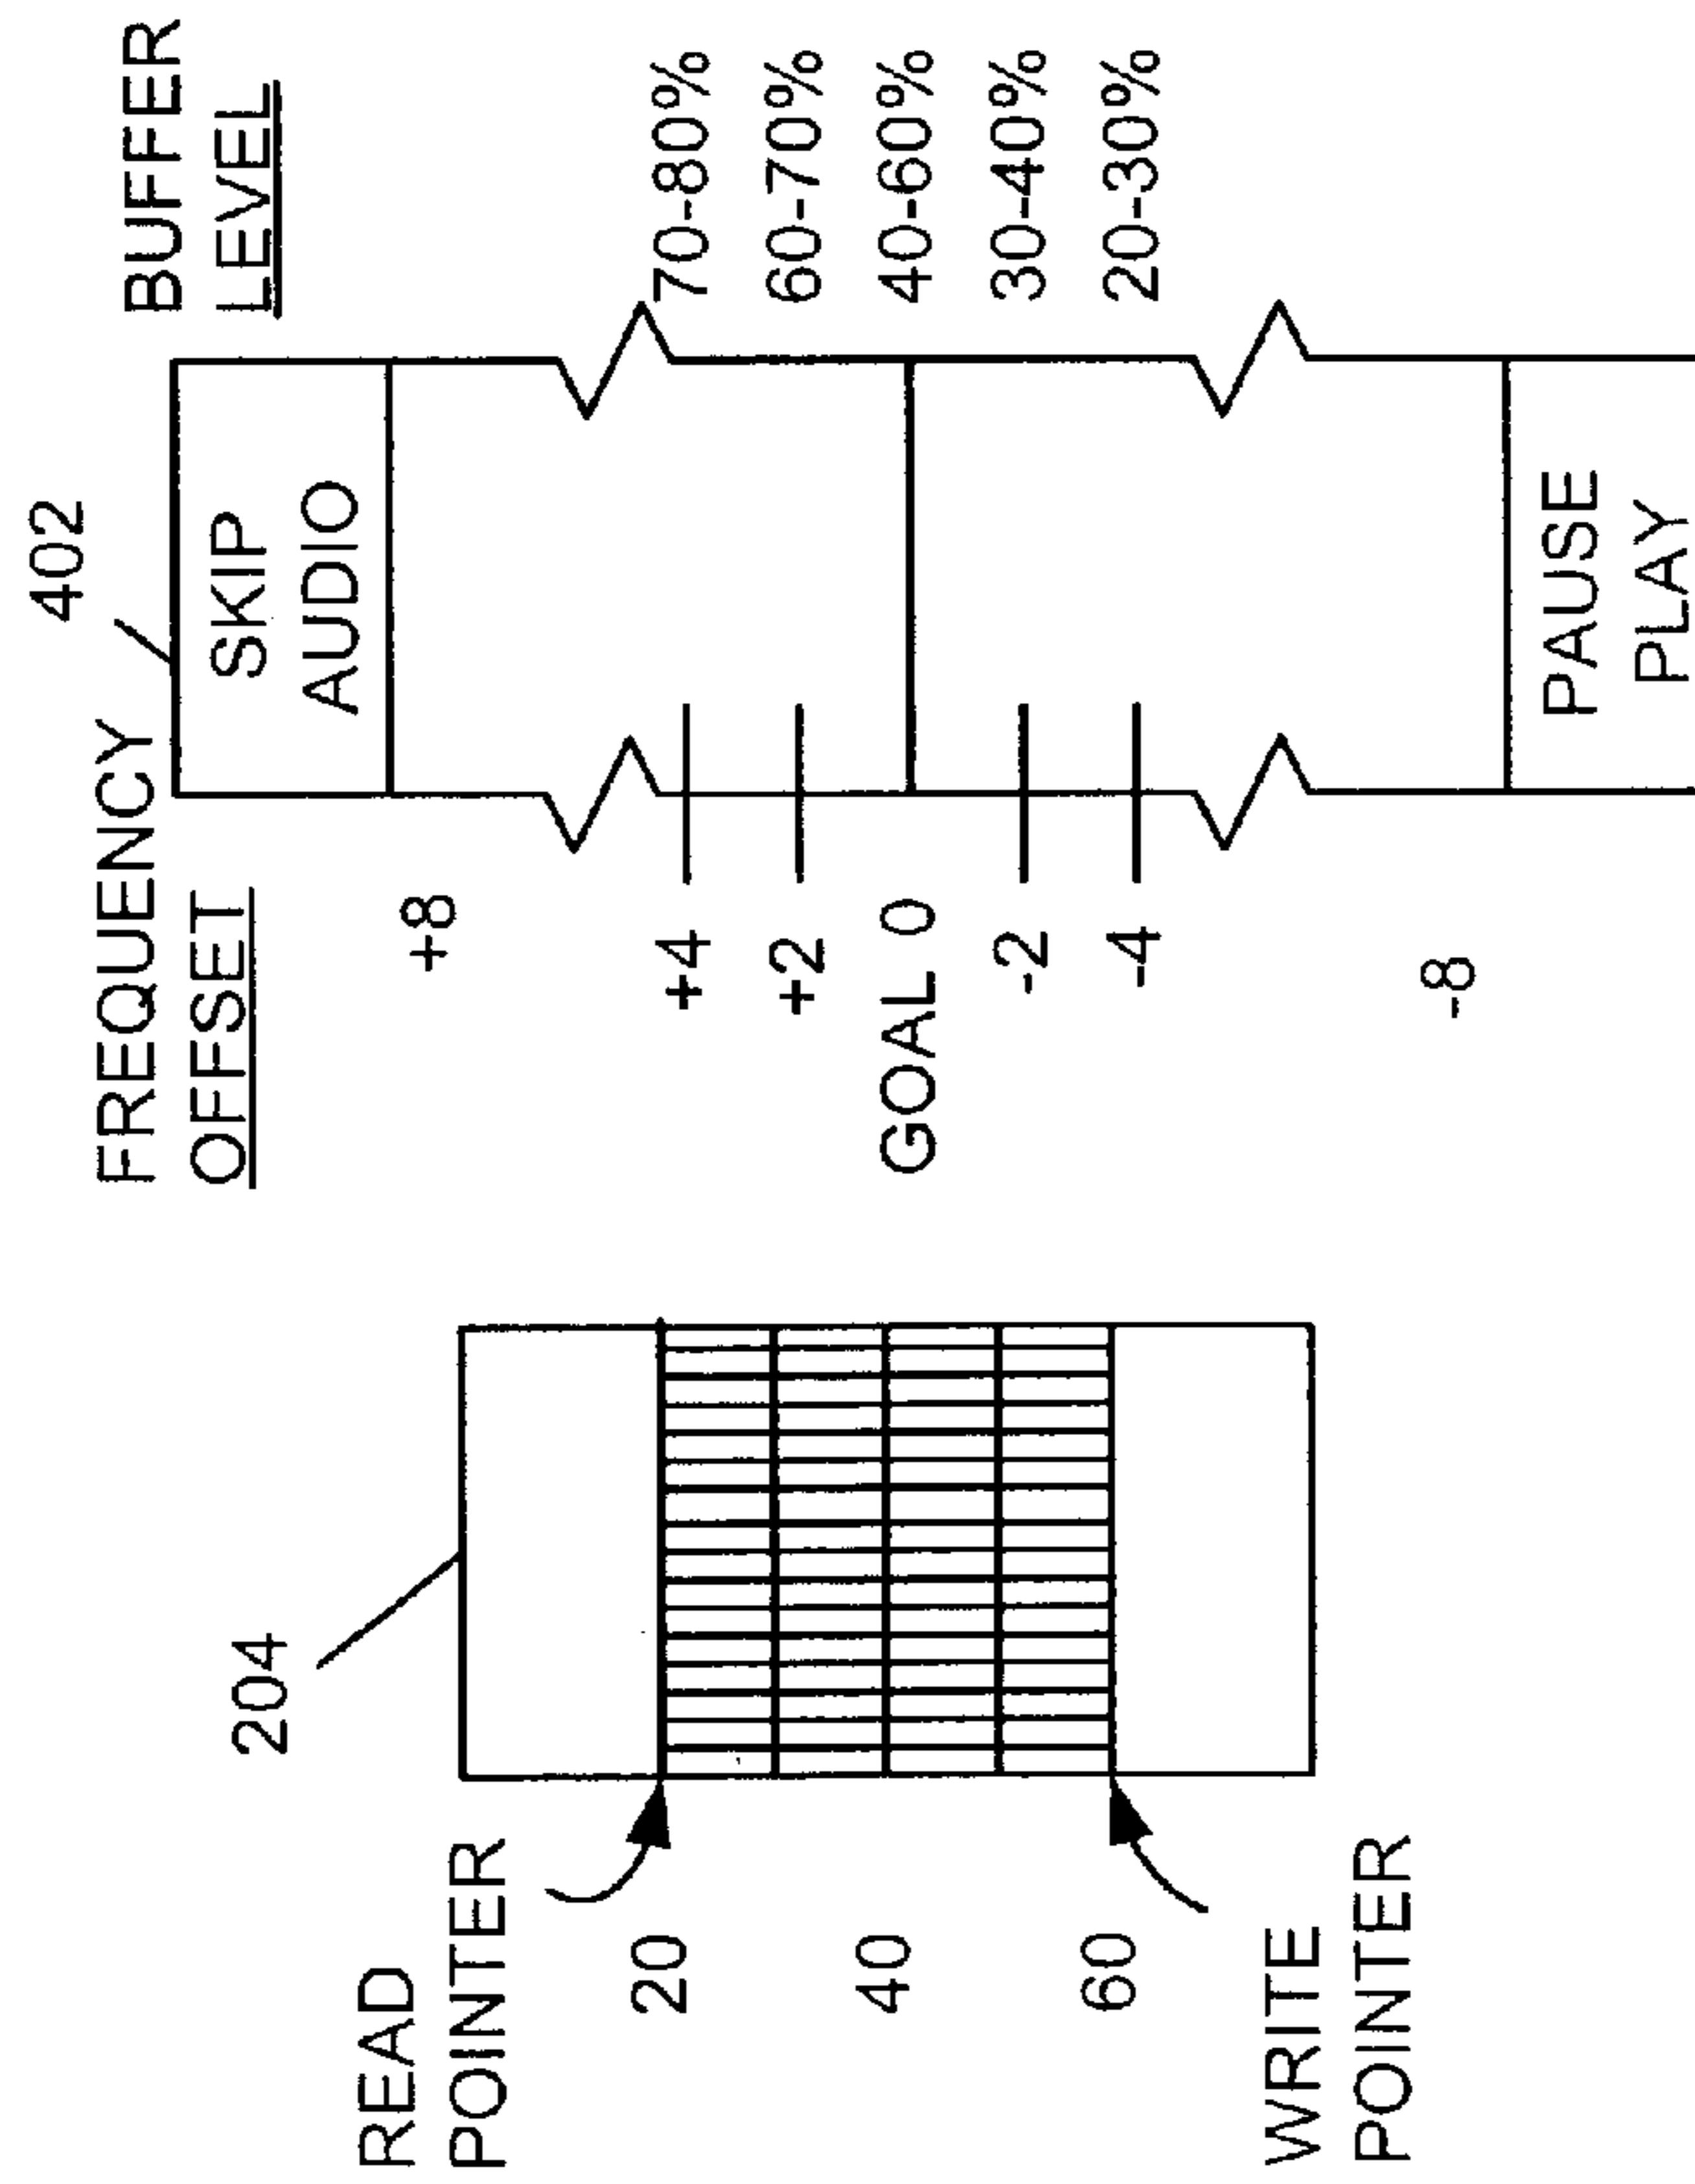 204
READ
POINTER
20
40
60
WRITE
POINTER
402
FREQUENCY
OFFSET
BUFFER
LEVEL
SKIP
AUDIO
+8
+4
70-80%
+2
60-70%
GOAL 0
40-60%
-2
30-40%
-4
20-30%
-8
PAUSE
PLAY